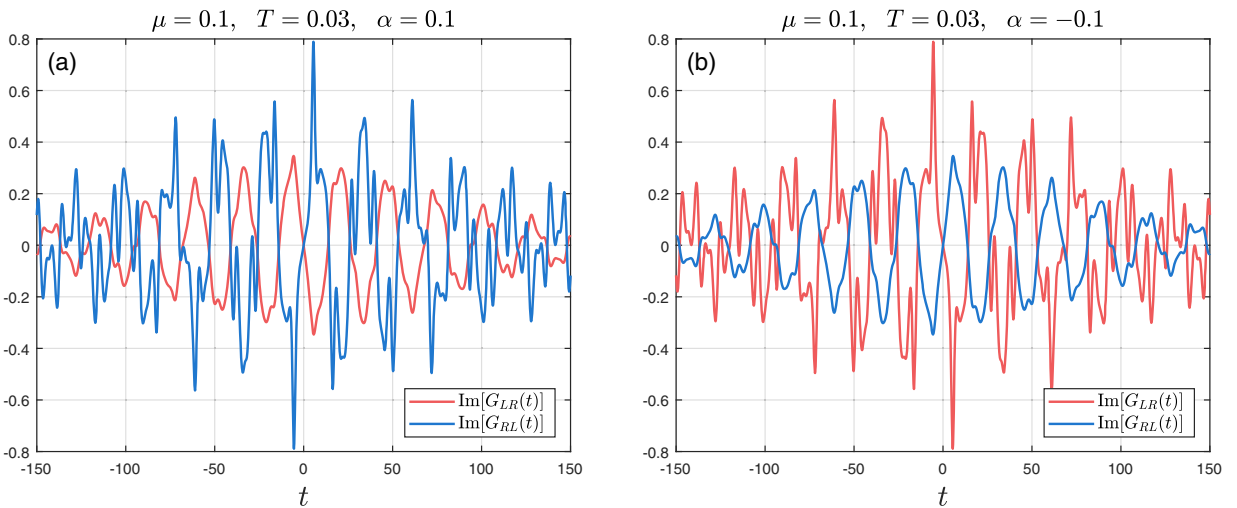 μ = 0.1, T = 0.03, α = 0.1
(a)
0.8
0.6
0.4
0.2
0
-0.2
-0.4
-0.6
-0.8
-150 -100 -50 0 50 100 150
t
Im[G_{LR}(t)]
Im[G_{RL}(t)]
μ = 0.1, T = 0.03, α = −0.1
(b)
0.8
0.6
0.4
0.2
0
-0.2
-0.4
-0.6
-0.8
-150 -100 -50 0 50 100 150
t
Im[G_{LR}(t)]
Im[G_{RL}(t)]